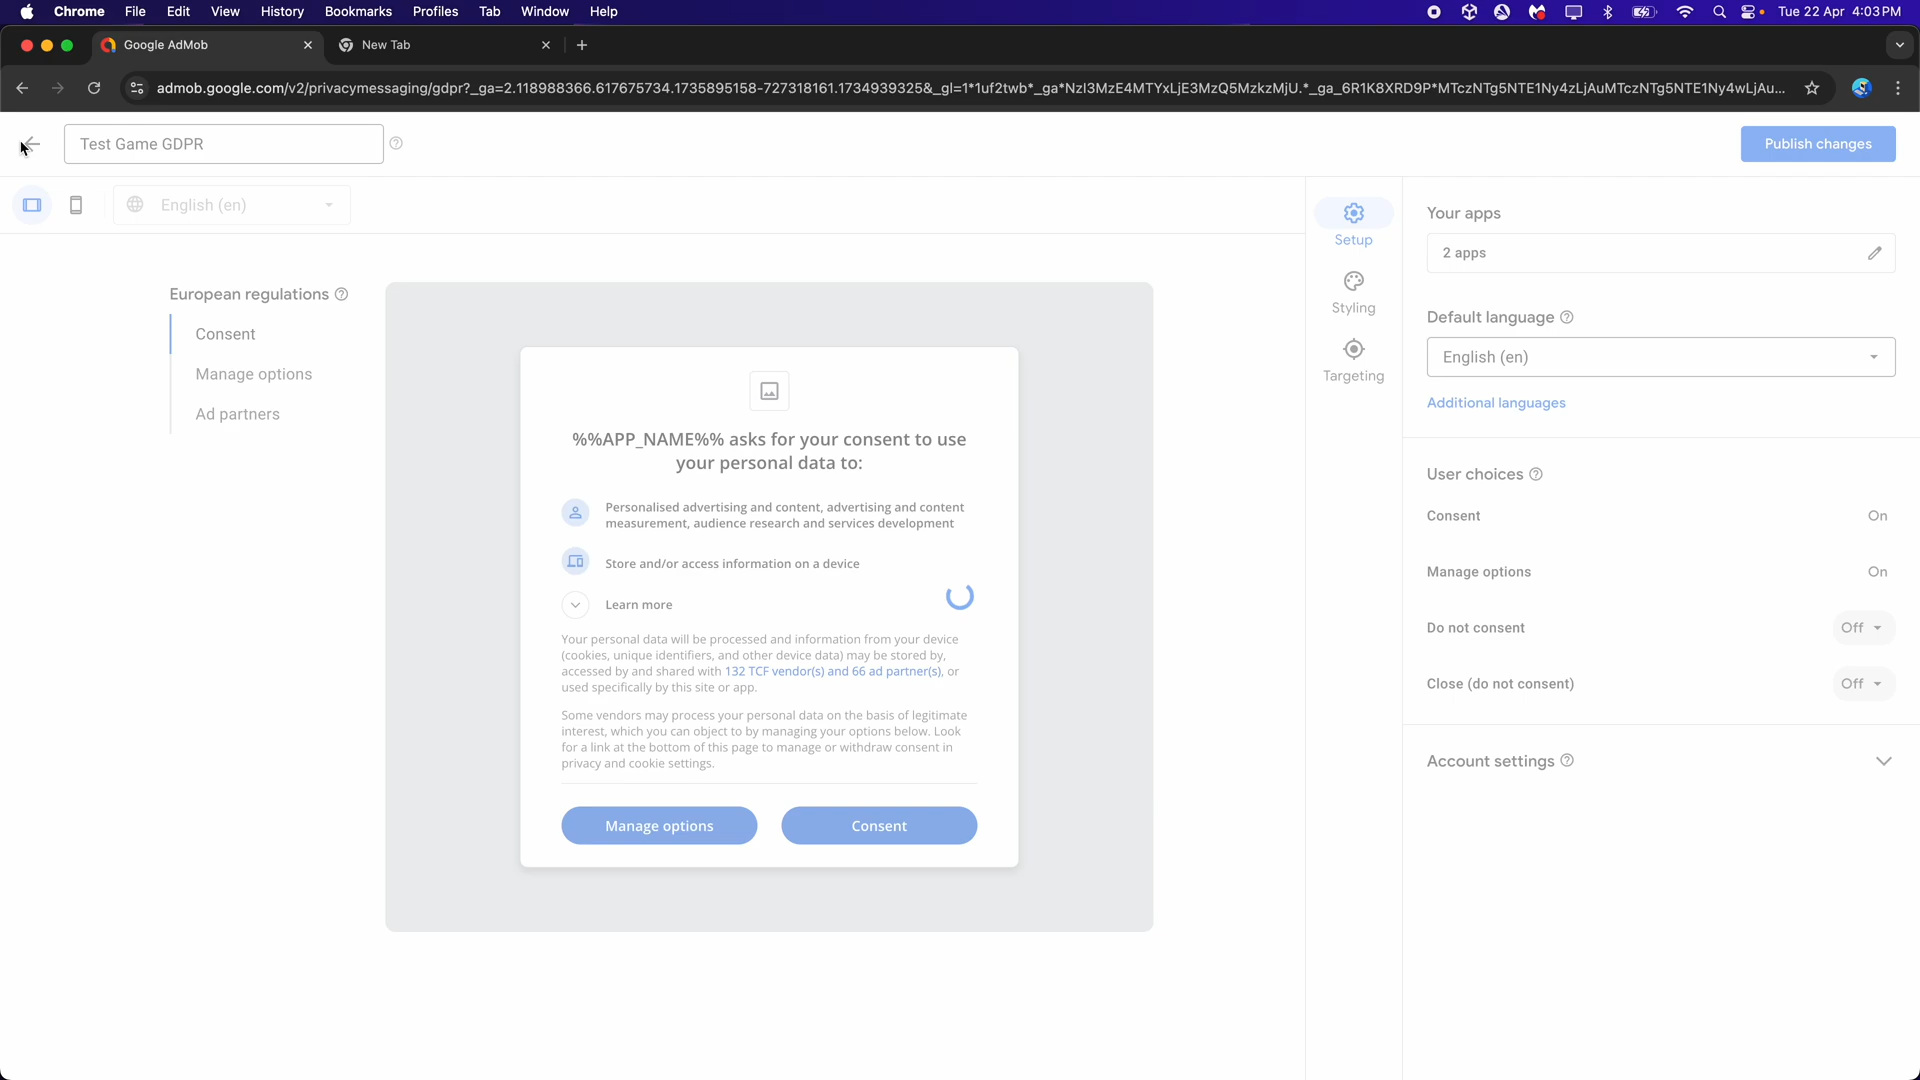 Chrome File Edit View History Bookmarks Profiles Tab Window Help Tue 22 Apr 4:03 PM
Google AdMob New Tab
admob.google.com/v2/privacymessaging/gdpr?_ga=2.118988366.617675734.1735895158-727318161.1734939325&_gl=1*1uf2twb*_ga*NzI3MzE4MTYxLjE3MzQ5MzkzMjU.*_ga_6R1K8XRD9P*MTczNTg5NTE1Ny4zLjAuMTczNTg5NTE1Ny4wLjAu...
Test Game GDPR
Publish changes
English (en)
European regulations
Consent
Manage options
Ad partners
%%APP_NAME%% asks for your consent to use
your personal data to:
Personalised advertising and content, advertising and content
measurement, audience research and services development
Store and/or access information on a device
Learn more
Your personal data will be processed and information from your device
(cookies, unique identifiers, and other device data) may be stored by,
accessed by and shared with 132 TCF vendor(s) and 66 ad partner(s), or
used specifically by this site or app.
Some vendors may process your personal data on the basis of legitimate
interest, which you can object to by managing your options below. Look
for a link at the bottom of this page to manage or withdraw consent in
privacy and cookie settings.
Manage options Consent
Setup
Styling
Targeting
Your apps
2 apps
Default language
English (en)
Additional languages
User choices
Consent On
Manage options On
Do not consent Off
Close (do not consent) Off
Account settings